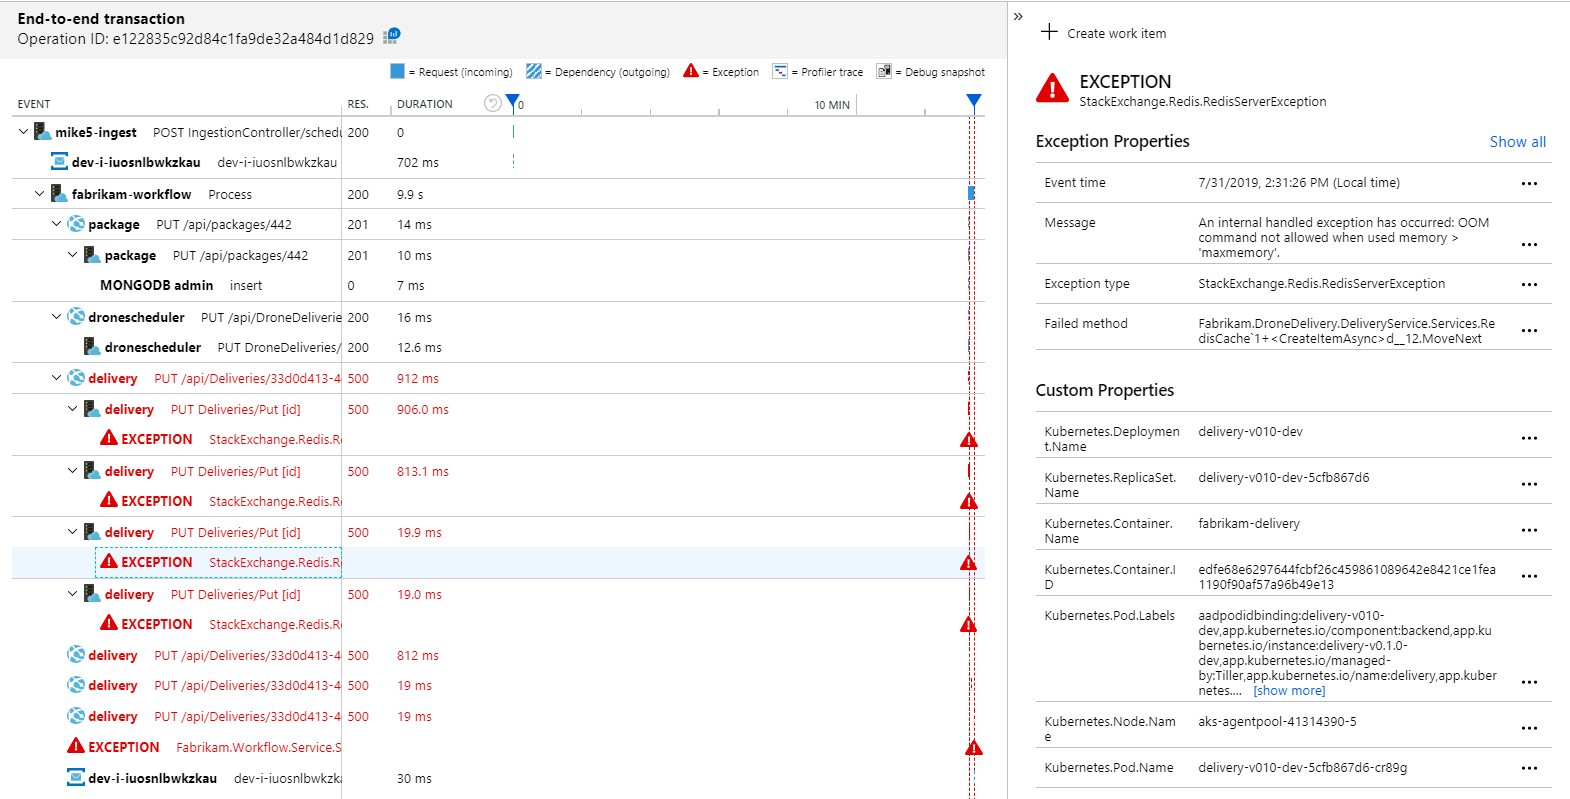 End-to-end transaction
Operation ID: e122835c92d84c1fa9de32a484d1d829
= Request (incoming) = Dependency (outgoing) = Exception = Profiler trace = Debug snapshot
EVENT RES. DURATION 0 10 MIN
mike5-ingest POST IngestionController/schedu 200 0
dev-i-iuosnlbwkzkau dev-i-iuosnlbwkzkau 702 ms
fabrikam-workflow Process 200 9.9 s
package PUT /api/packages/442 201 14 ms
package PUT /api/packages/442 201 10 ms
MONGODB admin insert 0 7 ms
dronescheduler PUT /api/DroneDeliverie 200 16 ms
dronescheduler PUT DroneDeliveries/ 200 12.6 ms
delivery PUT /api/Deliveries/33d0d413-4 500 912 ms
delivery PUT Deliveries/Put [id] 500 906.0 ms
EXCEPTION StackExchange.Redis.R
delivery PUT Deliveries/Put [id] 500 813.1 ms
EXCEPTION StackExchange.Redis.R
delivery PUT Deliveries/Put [id] 500 19.9 ms
EXCEPTION StackExchange.Redis.R
delivery PUT Deliveries/Put [id] 500 19.0 ms
EXCEPTION StackExchange.Redis.R
delivery PUT /api/Deliveries/33d0d413-4 500 812 ms
delivery PUT /api/Deliveries/33d0d413-4 500 19 ms
delivery PUT /api/Deliveries/33d0d413-4 500 19 ms
EXCEPTION Fabrikam.Workflow.Service.S
dev-i-iuosnlbwkzkau dev-i-iuosnlbwkzka 30 ms
»
Create work item
EXCEPTION
StackExchange.Redis.RedisServerException
Exception Properties Show all
Event time 7/31/2019, 2:31:26 PM (Local time) •••
Message An internal handled exception has occurred: OOM
command not allowed when used memory >
'maxmemory'. •••
Exception type StackExchange.Redis.RedisServerException •••
Failed method Fabrikam.DroneDelivery.DeliveryService.Services.Re
disCache`1+<CreateItemAsync>d__12.MoveNext •••
Custom Properties
Kubernetes.Deploymen delivery-v010-dev •••
t.Name
Kubernetes.ReplicaSet. delivery-v010-dev-5cfb867d6 •••
Name
Kubernetes.Container. fabrikam-delivery •••
Name
Kubernetes.Container.I edfe68e6297644fcbf26c459861089642e8421ce1fea
D 1190f90af57a96b49e13 •••
Kubernetes.Pod.Labels aadpodidbinding:delivery-v010-
dev,app.kubernetes.io/component:backend,app.ku
bernetes.io/instance:delivery-v0.1.0-
dev,app.kubernetes.io/managed-
by:Tiller,app.kubernetes.io/name:delivery,app.kuber
netes.... [show more] •••
Kubernetes.Node.Nam aks-agentpool-41314390-5 •••
e
Kubernetes.Pod.Name delivery-v010-dev-5cfb867d6-cr89g •••